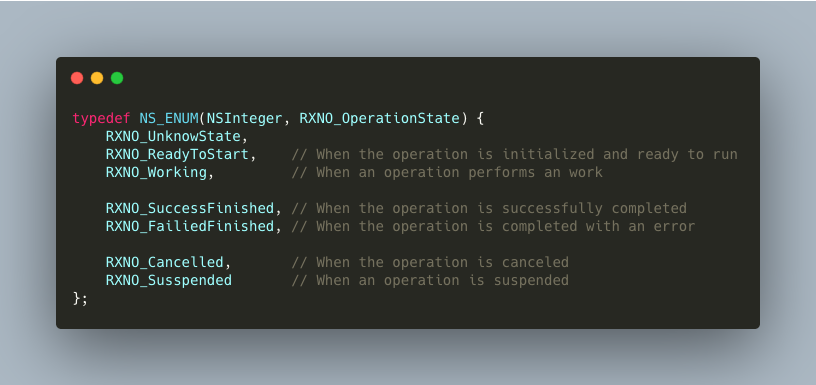 typedef NS_ENUM(NSInteger, RXNO_OperationState) {
RXNO_UnknowState,
RXNO_ReadyToStart,    // When the operation is initialized and ready to run
RXNO_Working,         // When an operation performs an work
RXNO_SuccessFinished, // When the operation is successfully completed
RXNO_FailiedFinished, // When the operation is completed with an error
RXNO_Cancelled,       // When the operation is canceled
RXNO_Susspended       // When an operation is suspended
};